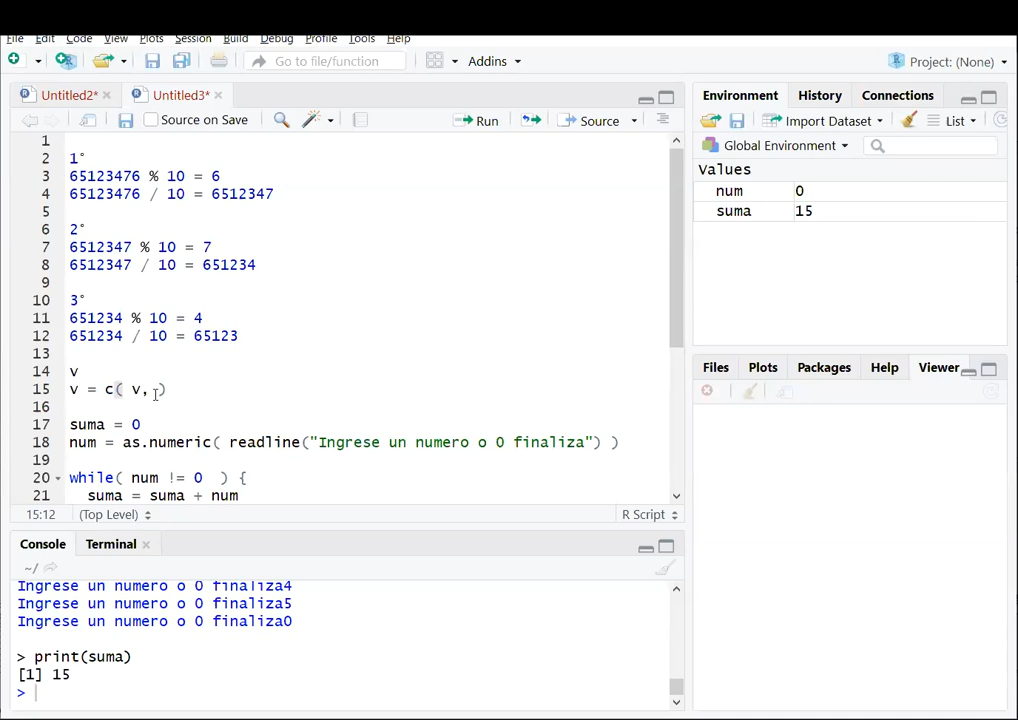 File Edit Code View Plots Session Build Debug Profile Tools Help
Go to file/function Addins Project: (None)
Untitled2* Untitled3*
Source on Save Run Source
1
2 1°
3 65123476 % 10 = 6
4 65123476 / 10 = 6512347
5
6 2°
7 6512347 % 10 = 7
8 6512347 / 10 = 651234
9
10 3°
11 651234 % 10 = 4
12 651234 / 10 = 65123
13
14 v
15 v = c( v, )
16
17 suma = 0
18 num = as.numeric( readline("Ingrese un numero o 0 finaliza") )
19
20 while( num != 0  ) {
21 suma = suma + num
15:12 (Top Level) R Script
Console Terminal
~/
Ingrese un numero o 0 finaliza4
Ingrese un numero o 0 finaliza5
Ingrese un numero o 0 finaliza0
> print(suma)
[1] 15
>
Environment History Connections
Import Dataset List
Global Environment
Values
num 0
suma 15
Files Plots Packages Help Viewer